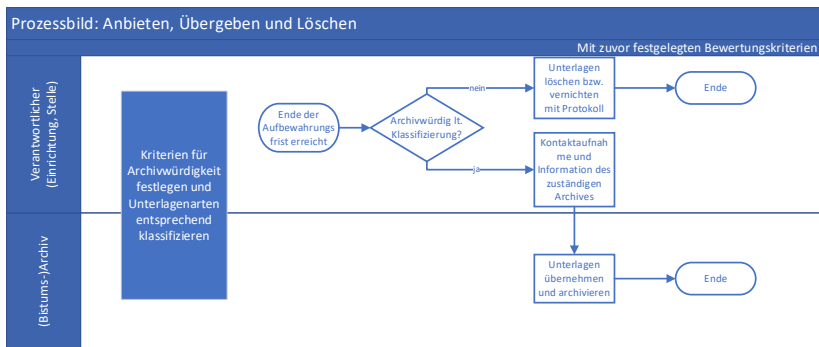 Prozessbild: Anbieten, Übergeben und Löschen
Mit zuvor festgelegten Bewertungskriterien
Verantwortlicher
(Einrichtung, Stelle)
Kriterien für
Archivwürdigkeit
festlegen und
Unterlagenarten
entsprechend
klassifizieren
Ende der
Aufbewahrungs
frist erreicht
Archivwürdig lt.
Klassifizierung?
nein
Unterlagen
löschen bzw.
vernichten
mit Protokoll
Ende
ja
Kontaktaufnah
me und
Information des
zuständigen
Archives
(Bistums-)Archiv
Unterlagen
übernehmen
und archivieren
Ende